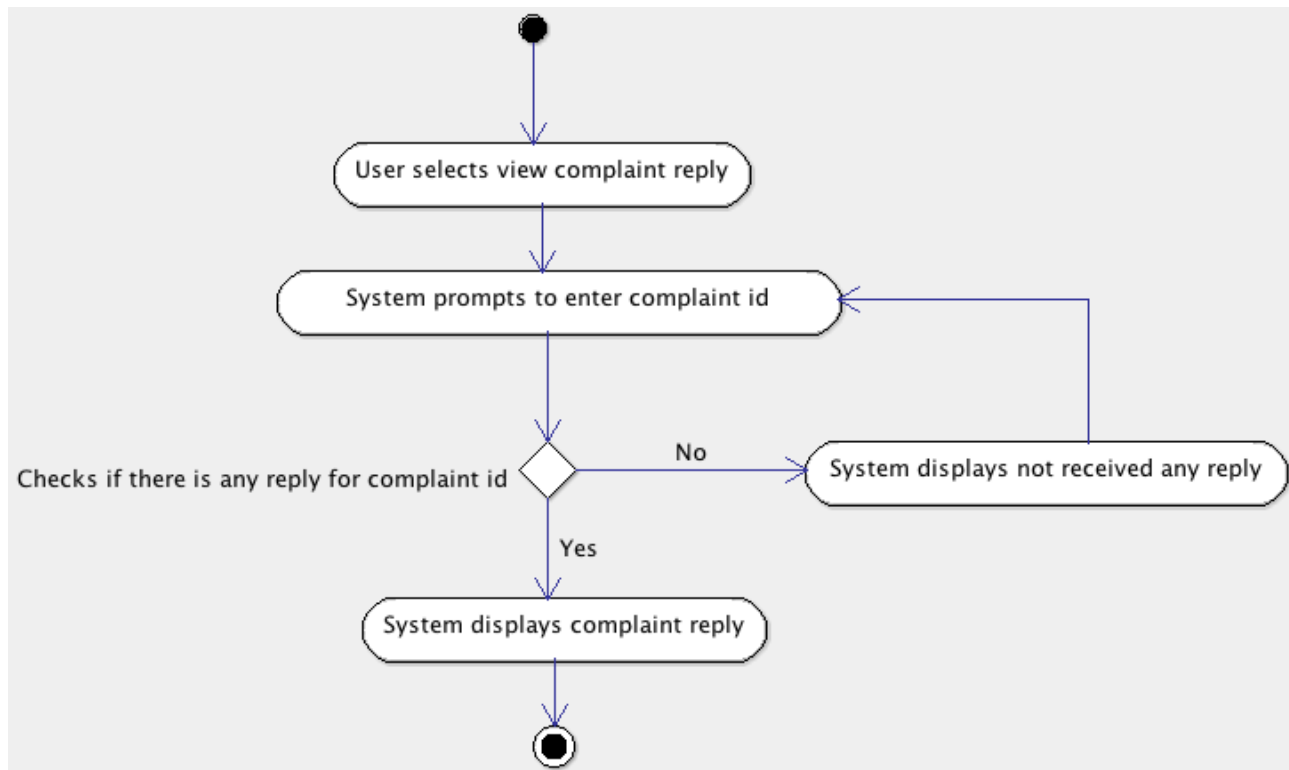 User selects view complaint reply
System prompts to enter complaint id
No
System displays not received any reply
Checks if there is any reply for complaint id
Yes
System displays complaint reply